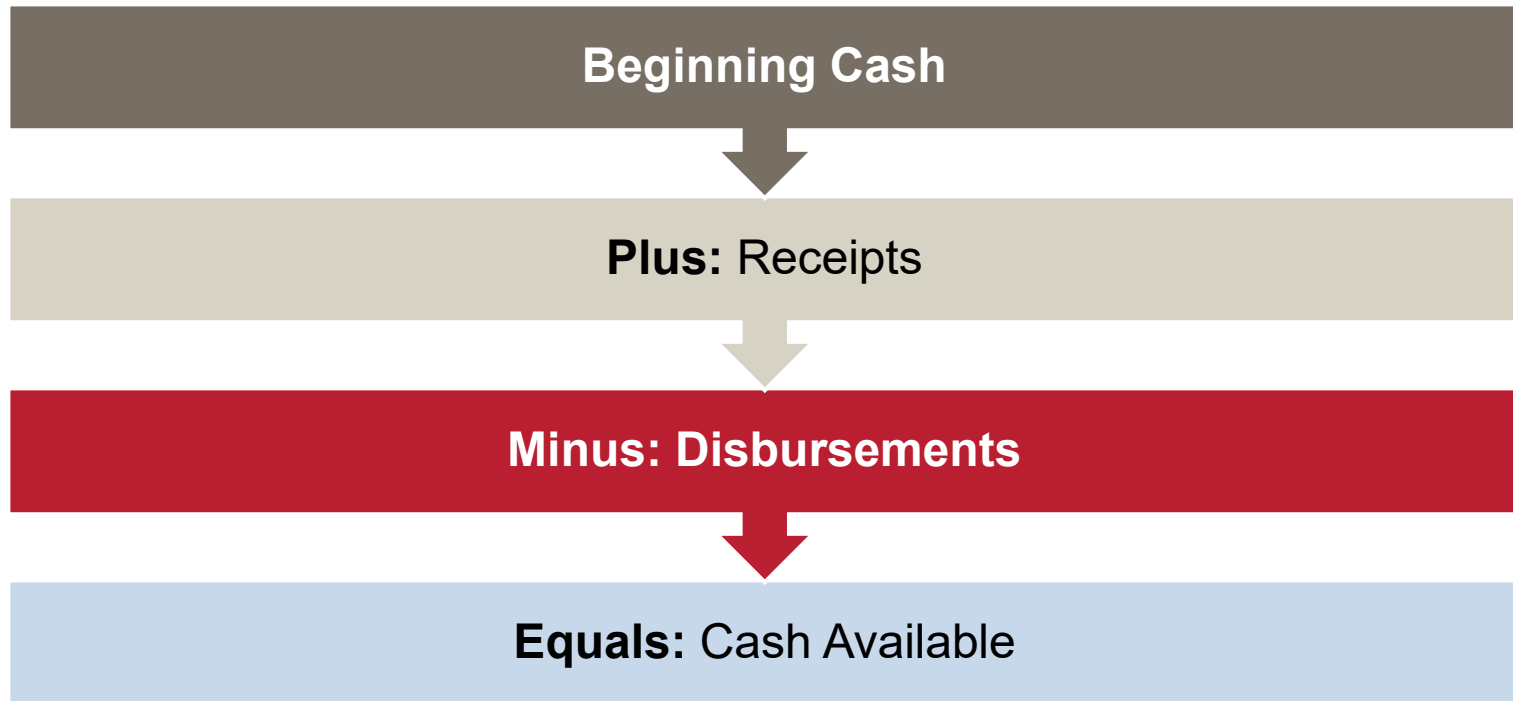 Beginning Cash
Plus: Receipts
Minus: Disbursements
Equals: Cash Available